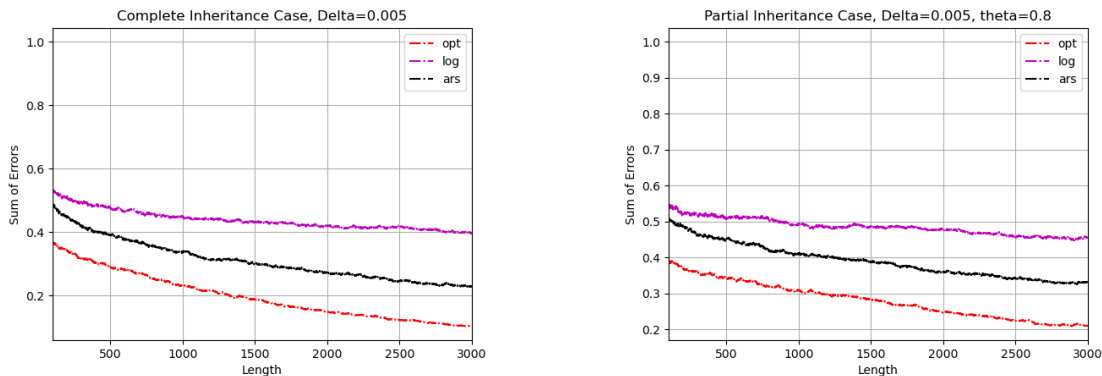 Complete Inheritance Case, Delta=0.005
1.0
0.8
0.6
0.4
0.2
Sum of Errors
opt
log
ars
500
1000
1500
2000
2500
3000
Length
Partial Inheritance Case, Delta=0.005, theta=0.8
1.0
0.9
0.8
0.7
0.6
0.5
0.4
0.3
0.2
Sum of Errors
opt
log
ars
500
1000
1500
2000
2500
3000
Length